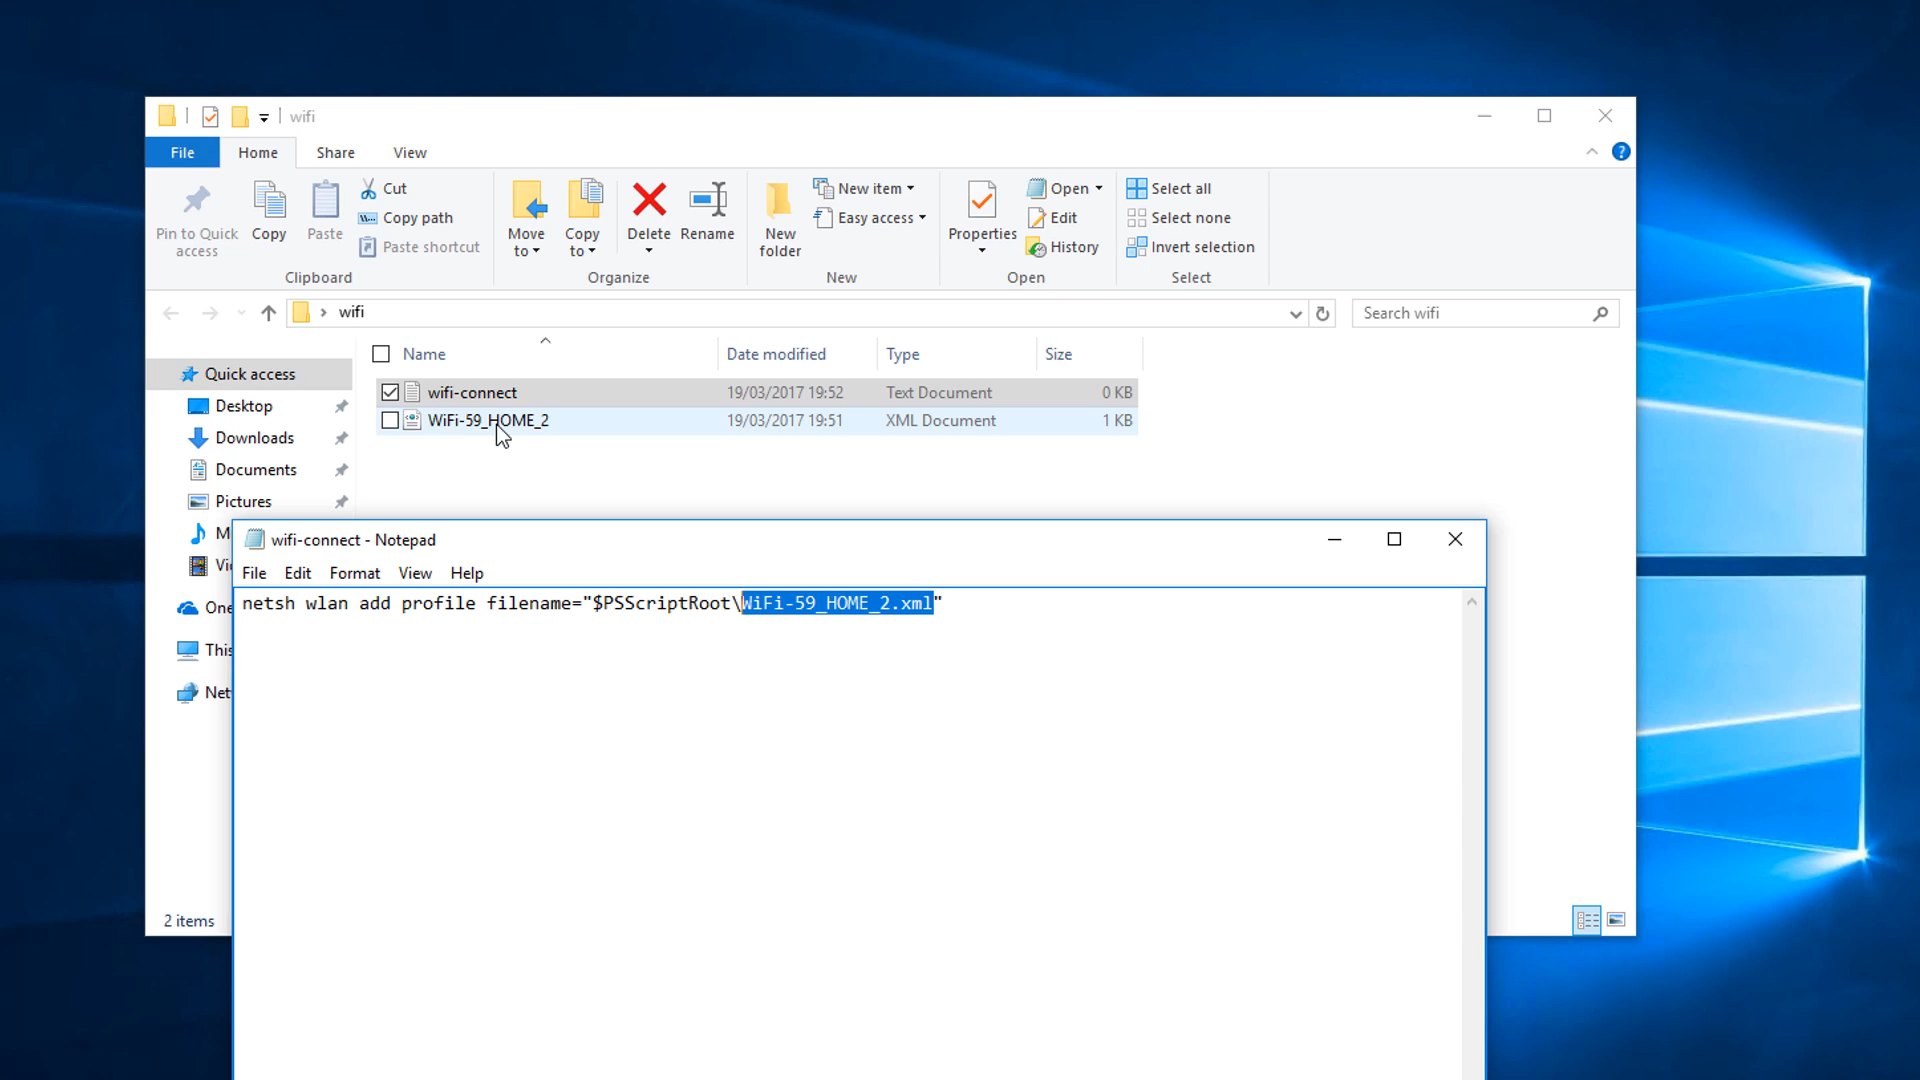 wifi
File Home Share View
Pin to Quick access
Copy
Paste
Cut
Copy path
Paste shortcut
Clipboard
Move to
Copy to
Delete
Rename
Organize
New folder
New item
Easy access
New
Properties
Open
Edit
History
Open
Select all
Select none
Invert selection
Select
wifi
Search wifi
Name Date modified Type Size
wifi-connect 19/03/2017 19:52 Text Document 0 KB
WiFi-59_HOME_2 19/03/2017 19:51 XML Document 1 KB
Quick access
Desktop
Downloads
Documents
Pictures
M
Vi
One
This
Net
2 items
wifi-connect - Notepad
File Edit Format View Help
netsh wlan add profile filename="$PSScriptRoot\WiFi-59_HOME_2.xml"